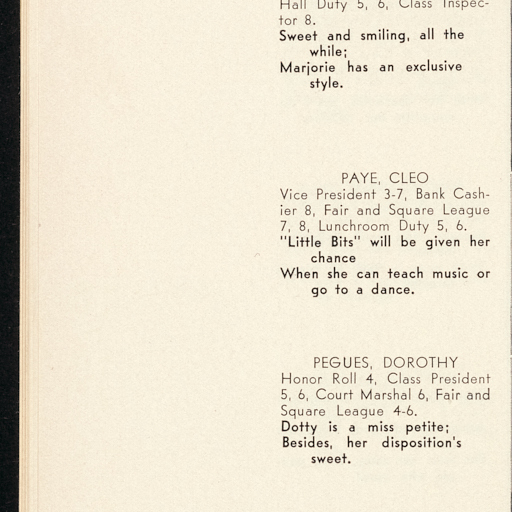 Hall Duty 5, 6, Class Inspec-
tor 8.
Sweet and smiling, all the
while;
Marjorie has an exclusive
style.
PAYE, CLEO
Vice President 3-7, Bank Cash-
ier 8, Fair and Square League
7, 8, Lunchroom Duty 5, 6.
"Little Bits" will be given her
chance
When she can teach music or
go to a dance.
PEGUES, DOROTHY
Honor Roll 4, Class President
5, 6, Court Marshal 6, Fair and
Square League 4-6.
Dotty is a miss petite;
Besides, her disposition's
sweet.